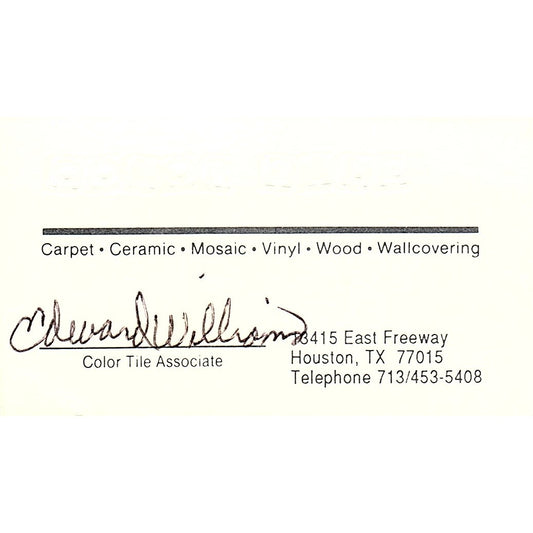 Carpet • Ceramic • Mosaic • Vinyl • Wood • Wallcovering
Edward Williams
Color Tile Associate
13415 East Freeway
Houston, TX 77015
Telephone 713/453-5408